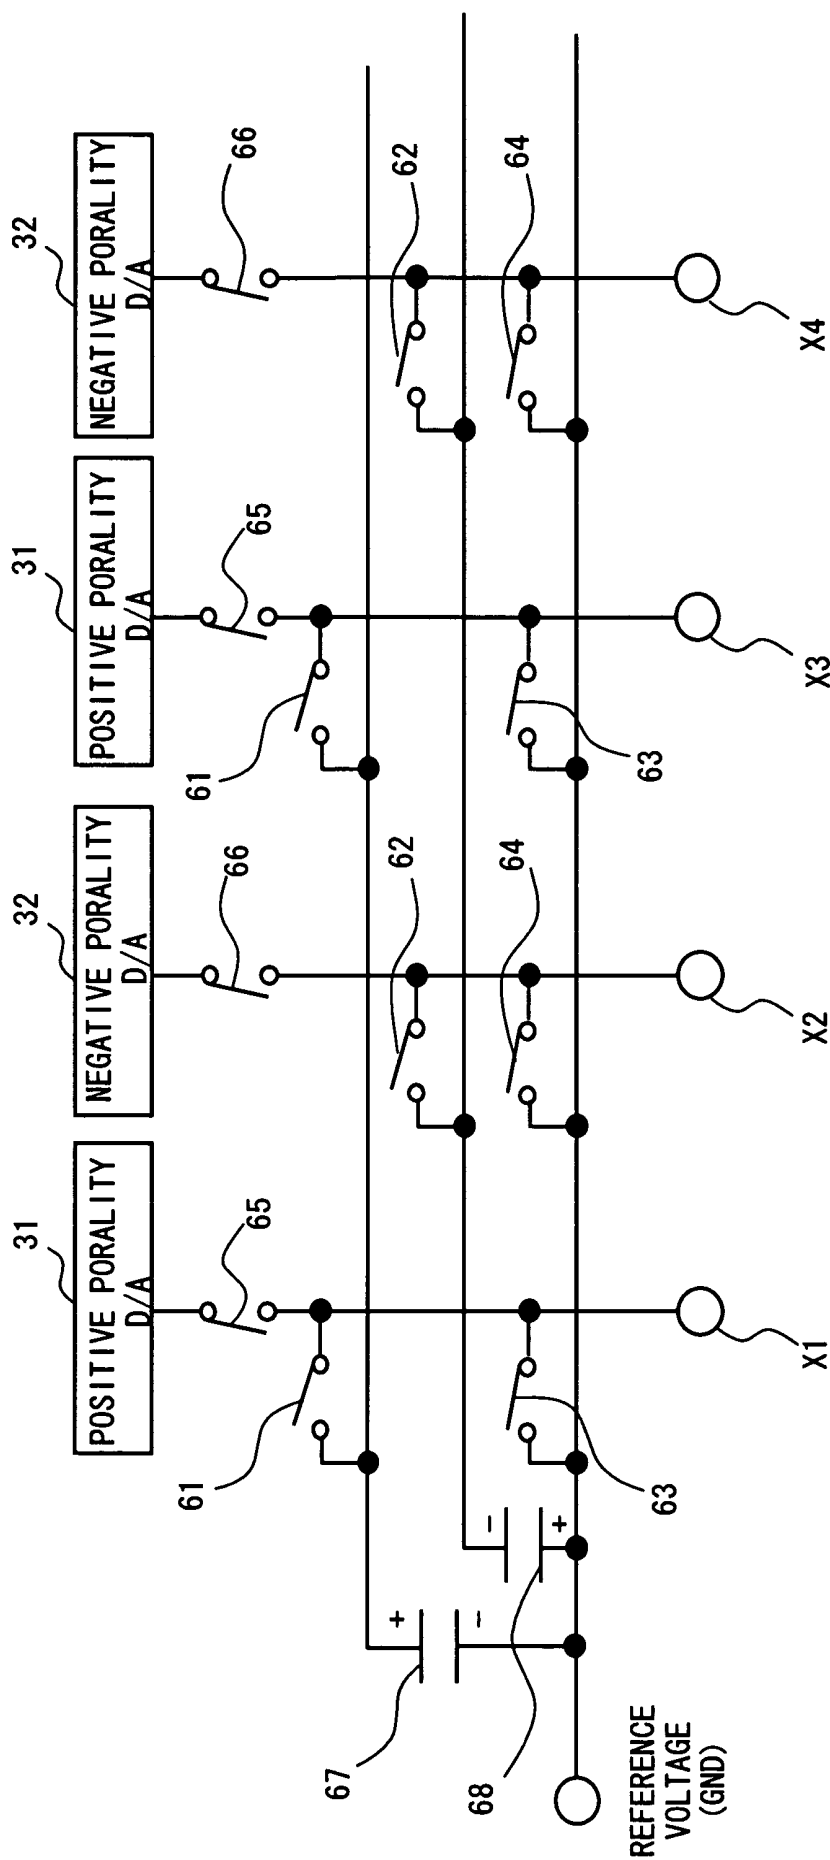 31
32
31
32
POSITIVE PORALITY
D/A
NEGATIVE PORALITY
D/A
POSITIVE PORALITY
D/A
NEGATIVE PORALITY
D/A
65
66
65
66
61
61
62
62
67
+
-
68
-
+
63
64
63
64
REFERENCE
VOLTAGE
(GND)
X1
X2
X3
X4